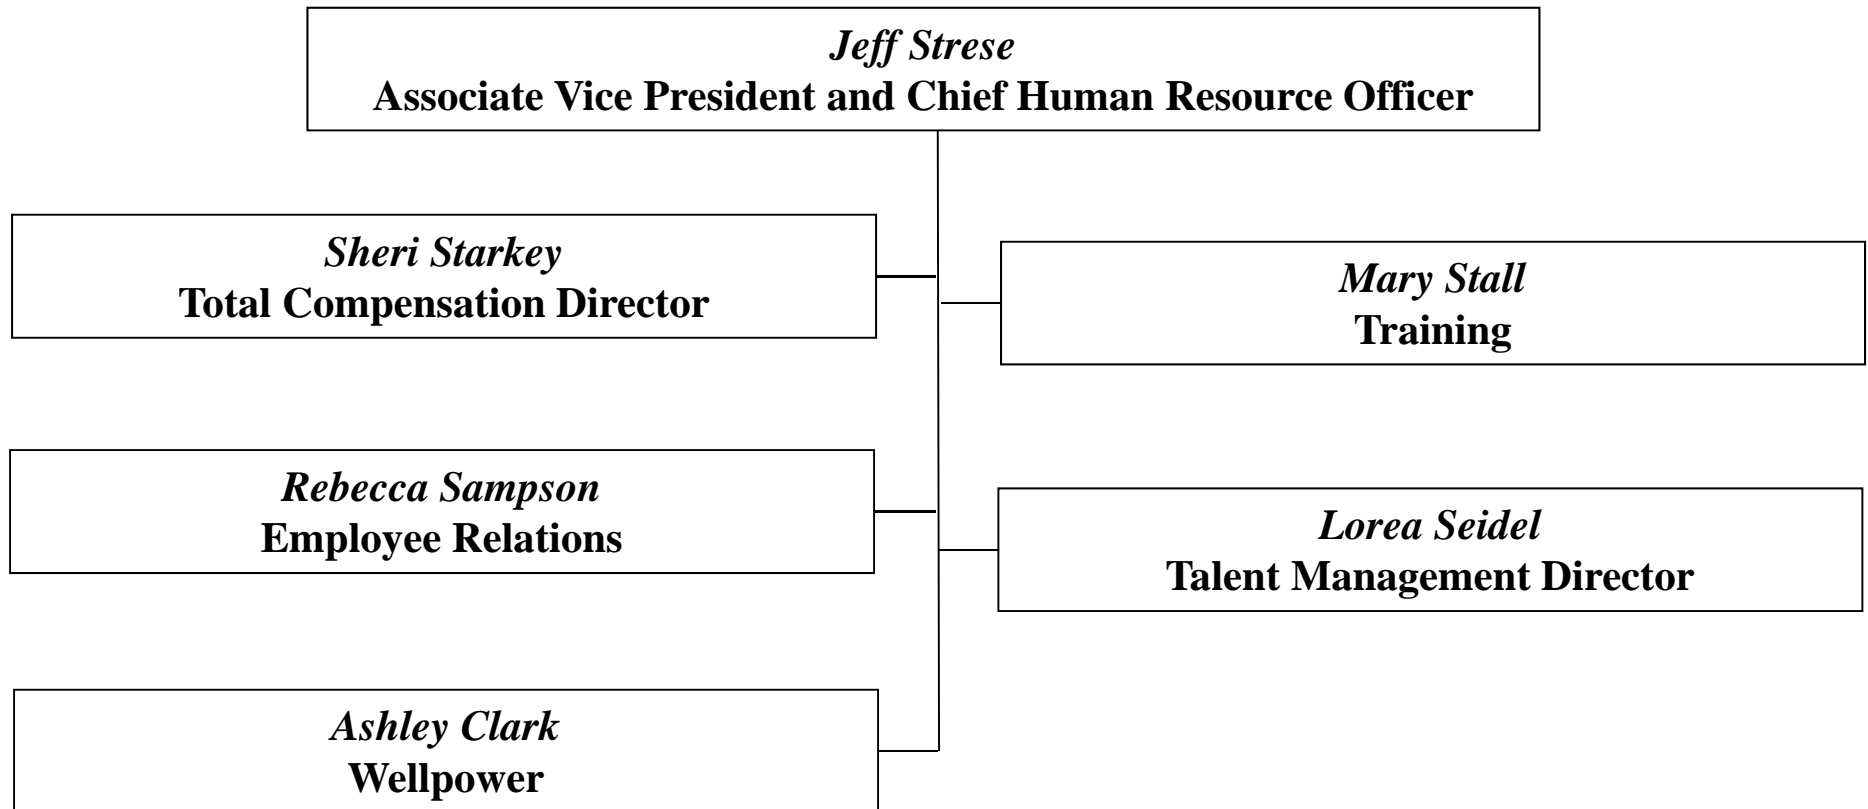 Jeff Strese
Associate Vice President and Chief Human Resource Officer
Sheri Starkey
Total Compensation Director
Mary Stall
Training
Rebecca Sampson
Employee Relations
Lorea Seidel
Talent Management Director
Ashley Clark
Wellpower